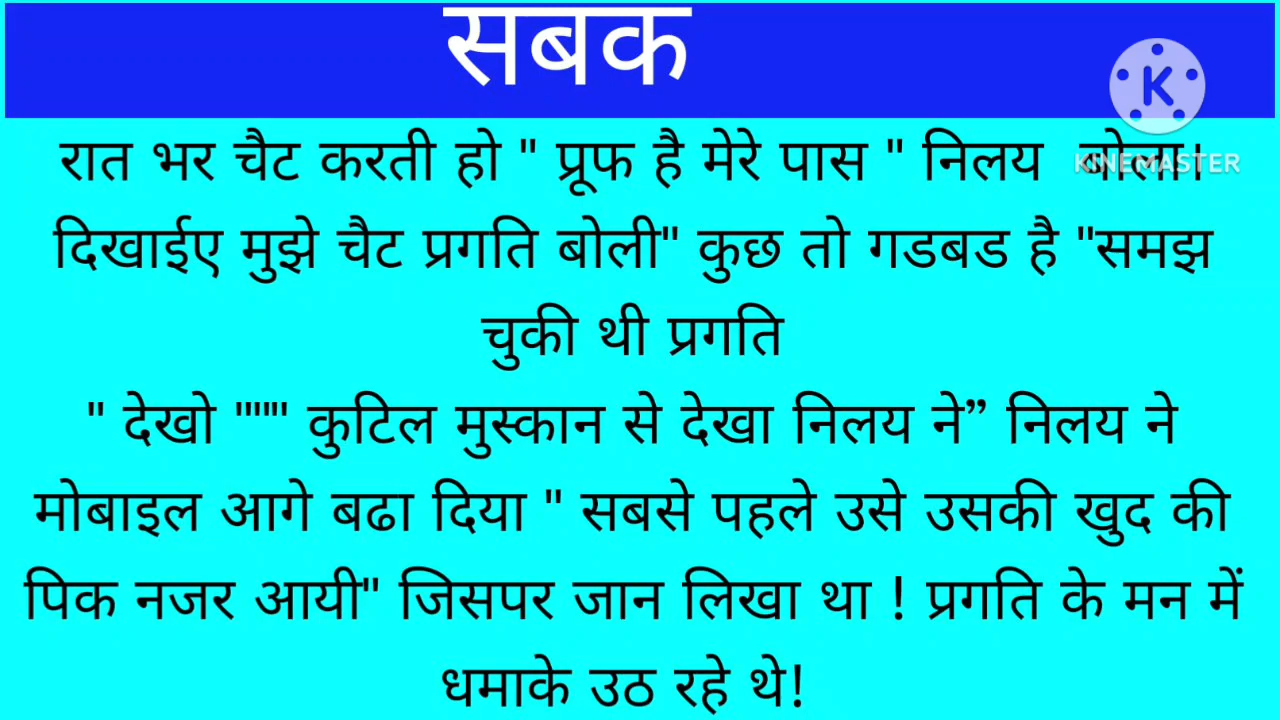 सबक
K
KINEMASTER
रात भर चैट करती हो " प्रूफ है मेरे पास " निलय बोला।
दिखाईए मुझे चैट प्रगति बोली" कुछ तो गडबड है "समझ
चुकी थी प्रगति
" देखो """ कुटिल मुस्कान से देखा निलय ने” निलय ने
मोबाइल आगे बढा दिया " सबसे पहले उसे उसकी खुद की
पिक नजर आयी" जिसपर जान लिखा था ! प्रगति के मन में
धमाके उठ रहे थे!